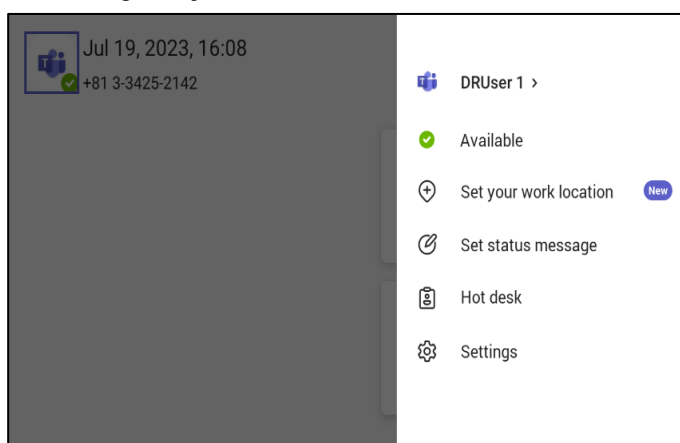 Jul 19, 2023, 16:08
+81 3-3425-2142
DRUser 1 >
Available
Set your work location New
Set status message
Hot desk
Settings